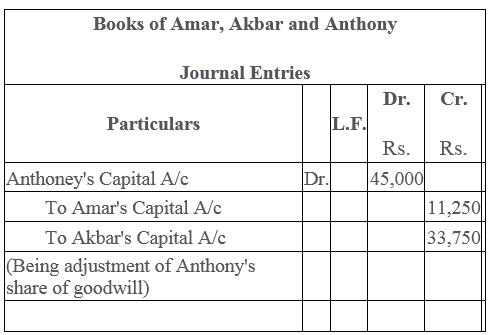 Books of Amar, Akbar and Anthony
Journal Entries
Particulars L.F. Dr. Cr.
Rs. Rs.
Anthoney's Capital A/c Dr. 45,000
To Amar's Capital A/c 11,250
To Akbar's Capital A/c 33,750
(Being adjustment of Anthony's
share of goodwill)